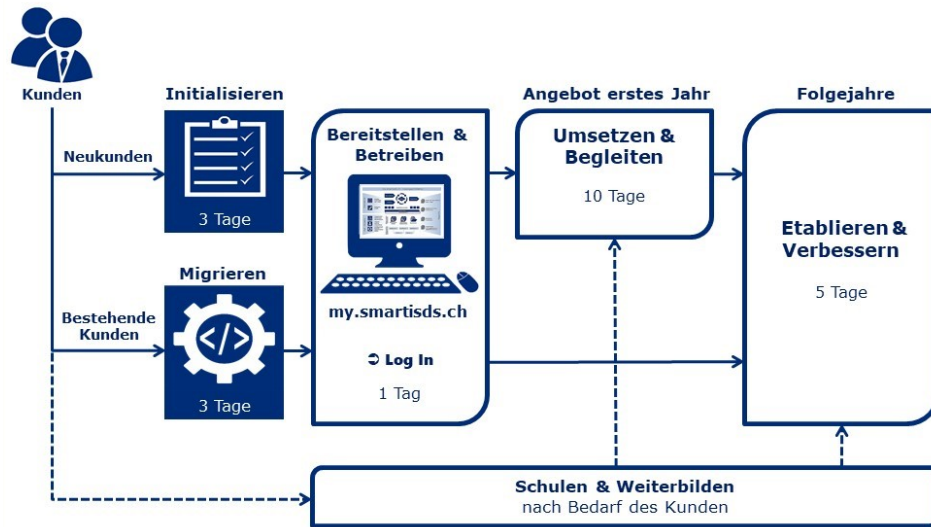 Kunden
Initialisieren
Angebot erstes Jahr
Folgejahre
Neukunden
3 Tage
Bereitstellen &
Betreiben
my.smartisds.ch
➲ Log In
1 Tag
Umsetzen &
Begleiten
10 Tage
Etablieren &
Verbessern
5 Tage
Migrieren
Bestehende
Kunden
</>
3 Tage
Schulen & Weiterbilden
nach Bedarf des Kunden